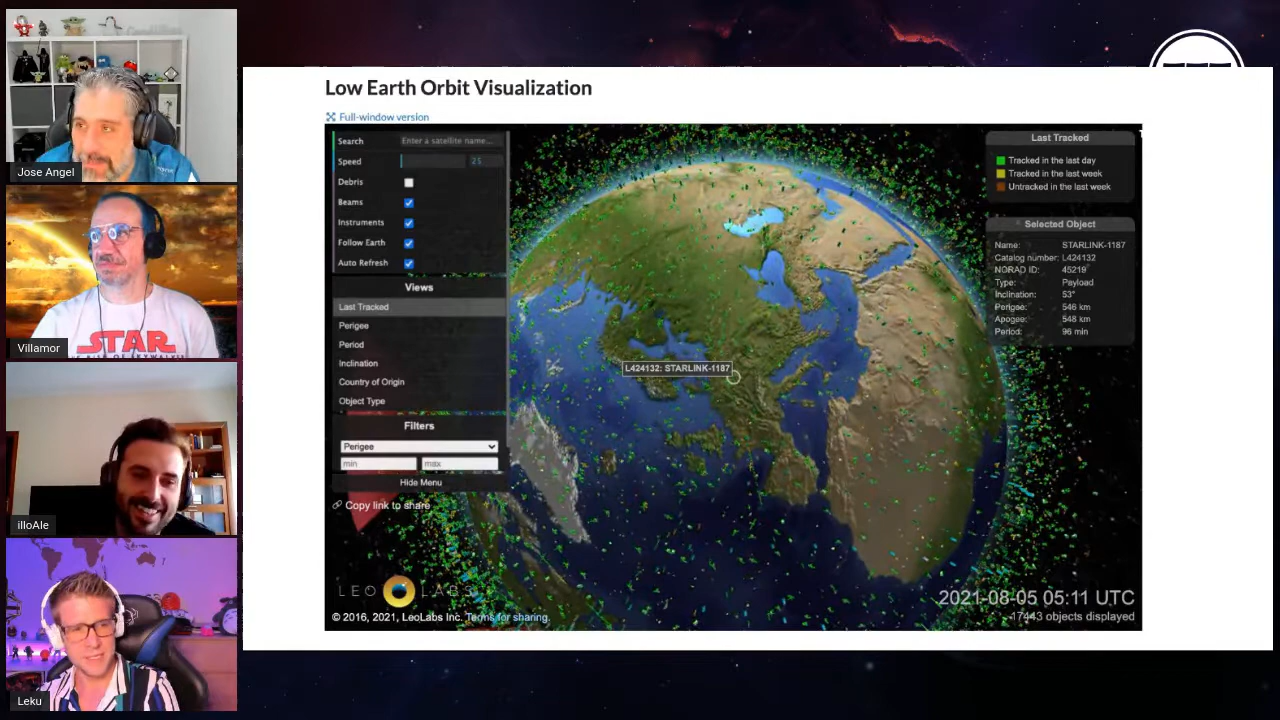 Jose Angel
STAR
Villamor
illoAle
Leku
Low Earth Orbit Visualization
Full-window version
Search
Enter a satellite name...
Speed
25
Debris
Beams
Instruments
Follow Earth
Auto Refresh
Views
Last Tracked
Perigee
Period
Inclination
Country of Origin
Object Type
Filters
Perigee
min
max
Hide Menu
Copy link to share
L424132: STARLINK-1187
Last Tracked
Tracked in the last day
Tracked in the last week
Untracked in the last week
Selected Object
Name: STARLINK-1187
Catalog number: L424132
NORAD ID: 45219
Type: Payload
Inclination: 53°
Perigee: 546 km
Apogee: 548 km
Period: 96 min
LEO LABS
© 2016, 2021, LeoLabs Inc. Terms for sharing.
2021-08-05 05:11 UTC
17443 objects displayed